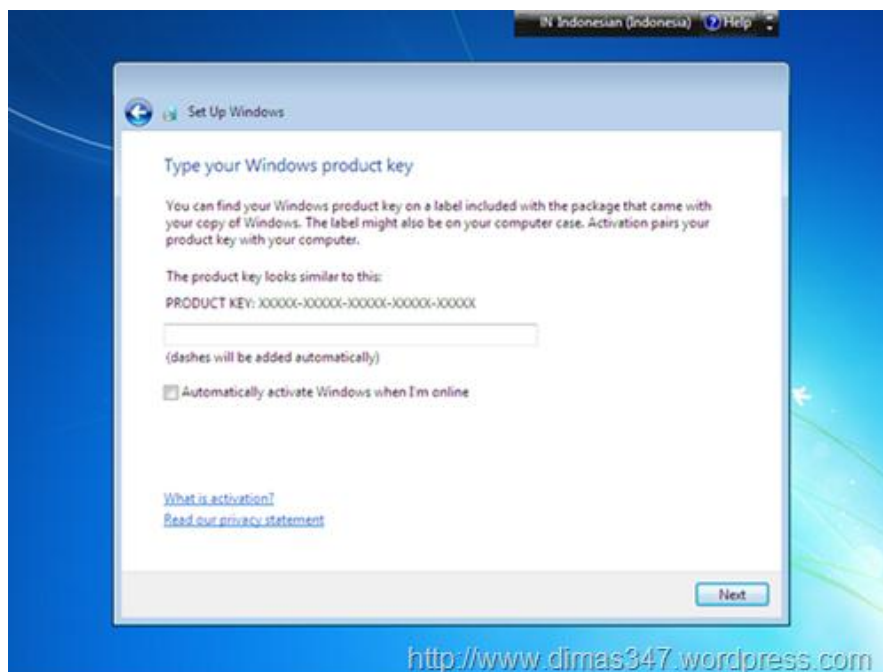 IN Indonesian (Indonesia) ? Help
Set Up Windows
Type your Windows product key
You can find your Windows product key on a label included with the package that came with
your copy of Windows. The label might also be on your computer case. Activation pairs your
product key with your computer.
The product key looks similar to this:
PRODUCT KEY: XXXXX-XXXXX-XXXXX-XXXXX-XXXXX
(dashes will be added automatically)
Automatically activate Windows when I'm online
What is activation?
Read our privacy statement
Next
http://www.dimas347.wordpress.com